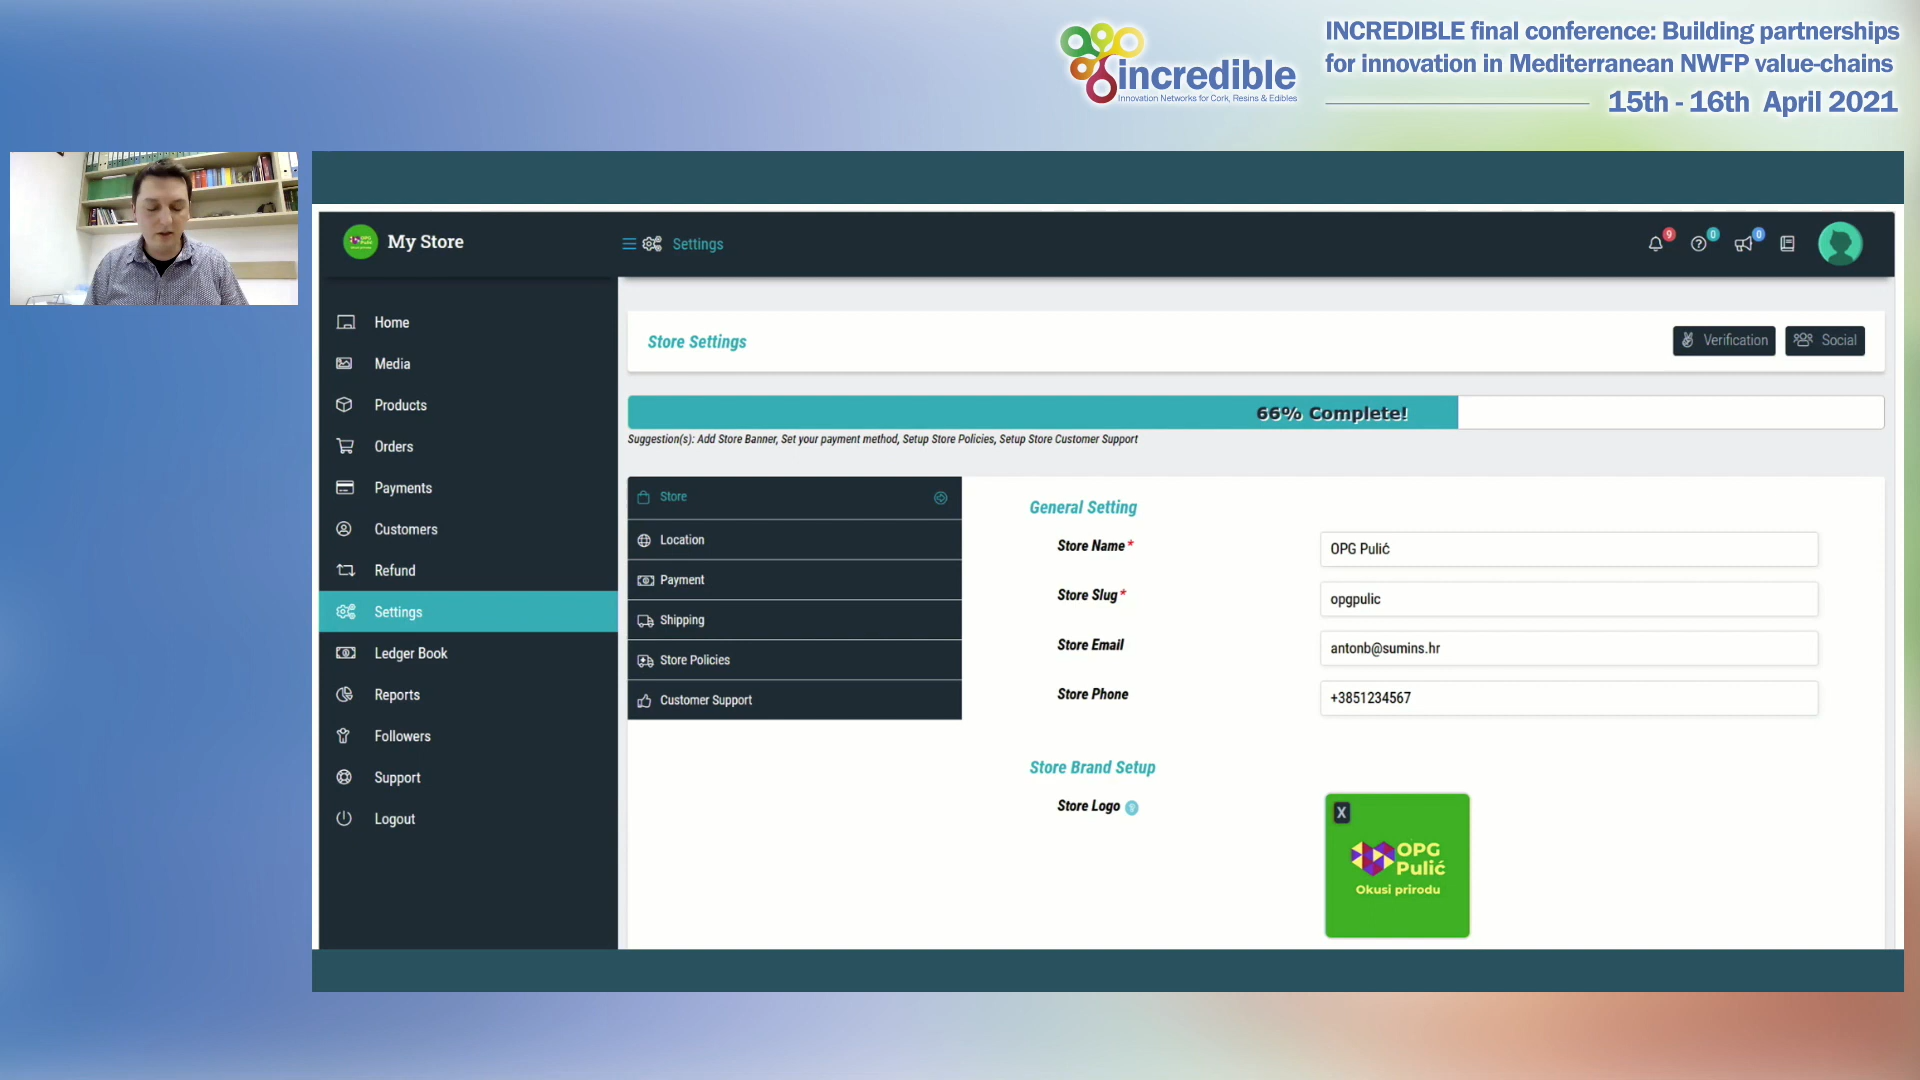 incredible
Innovation Networks for Cork, Resins & Edibles
INCREDIBLE final conference: Building partnerships
for innovation in Mediterranean NWFP value-chains
15th - 16th April 2021
My Store
Settings
9
0
0
Home
Media
Products
Orders
Payments
Customers
Refund
Settings
Ledger Book
Reports
Followers
Support
Logout
Store Settings
Verification
Social
66% Complete!
Suggestion(s): Add Store Banner, Set your payment method, Setup Store Policies, Setup Store Customer Support
Store
Location
Payment
Shipping
Store Policies
Customer Support
General Setting
Store Name*
OPG Pulić
Store Slug*
opgpulic
Store Email
antonb@sumins.hr
Store Phone
+3851234567
Store Brand Setup
Store Logo
X
OPG
Pulić
Okusi prirodu